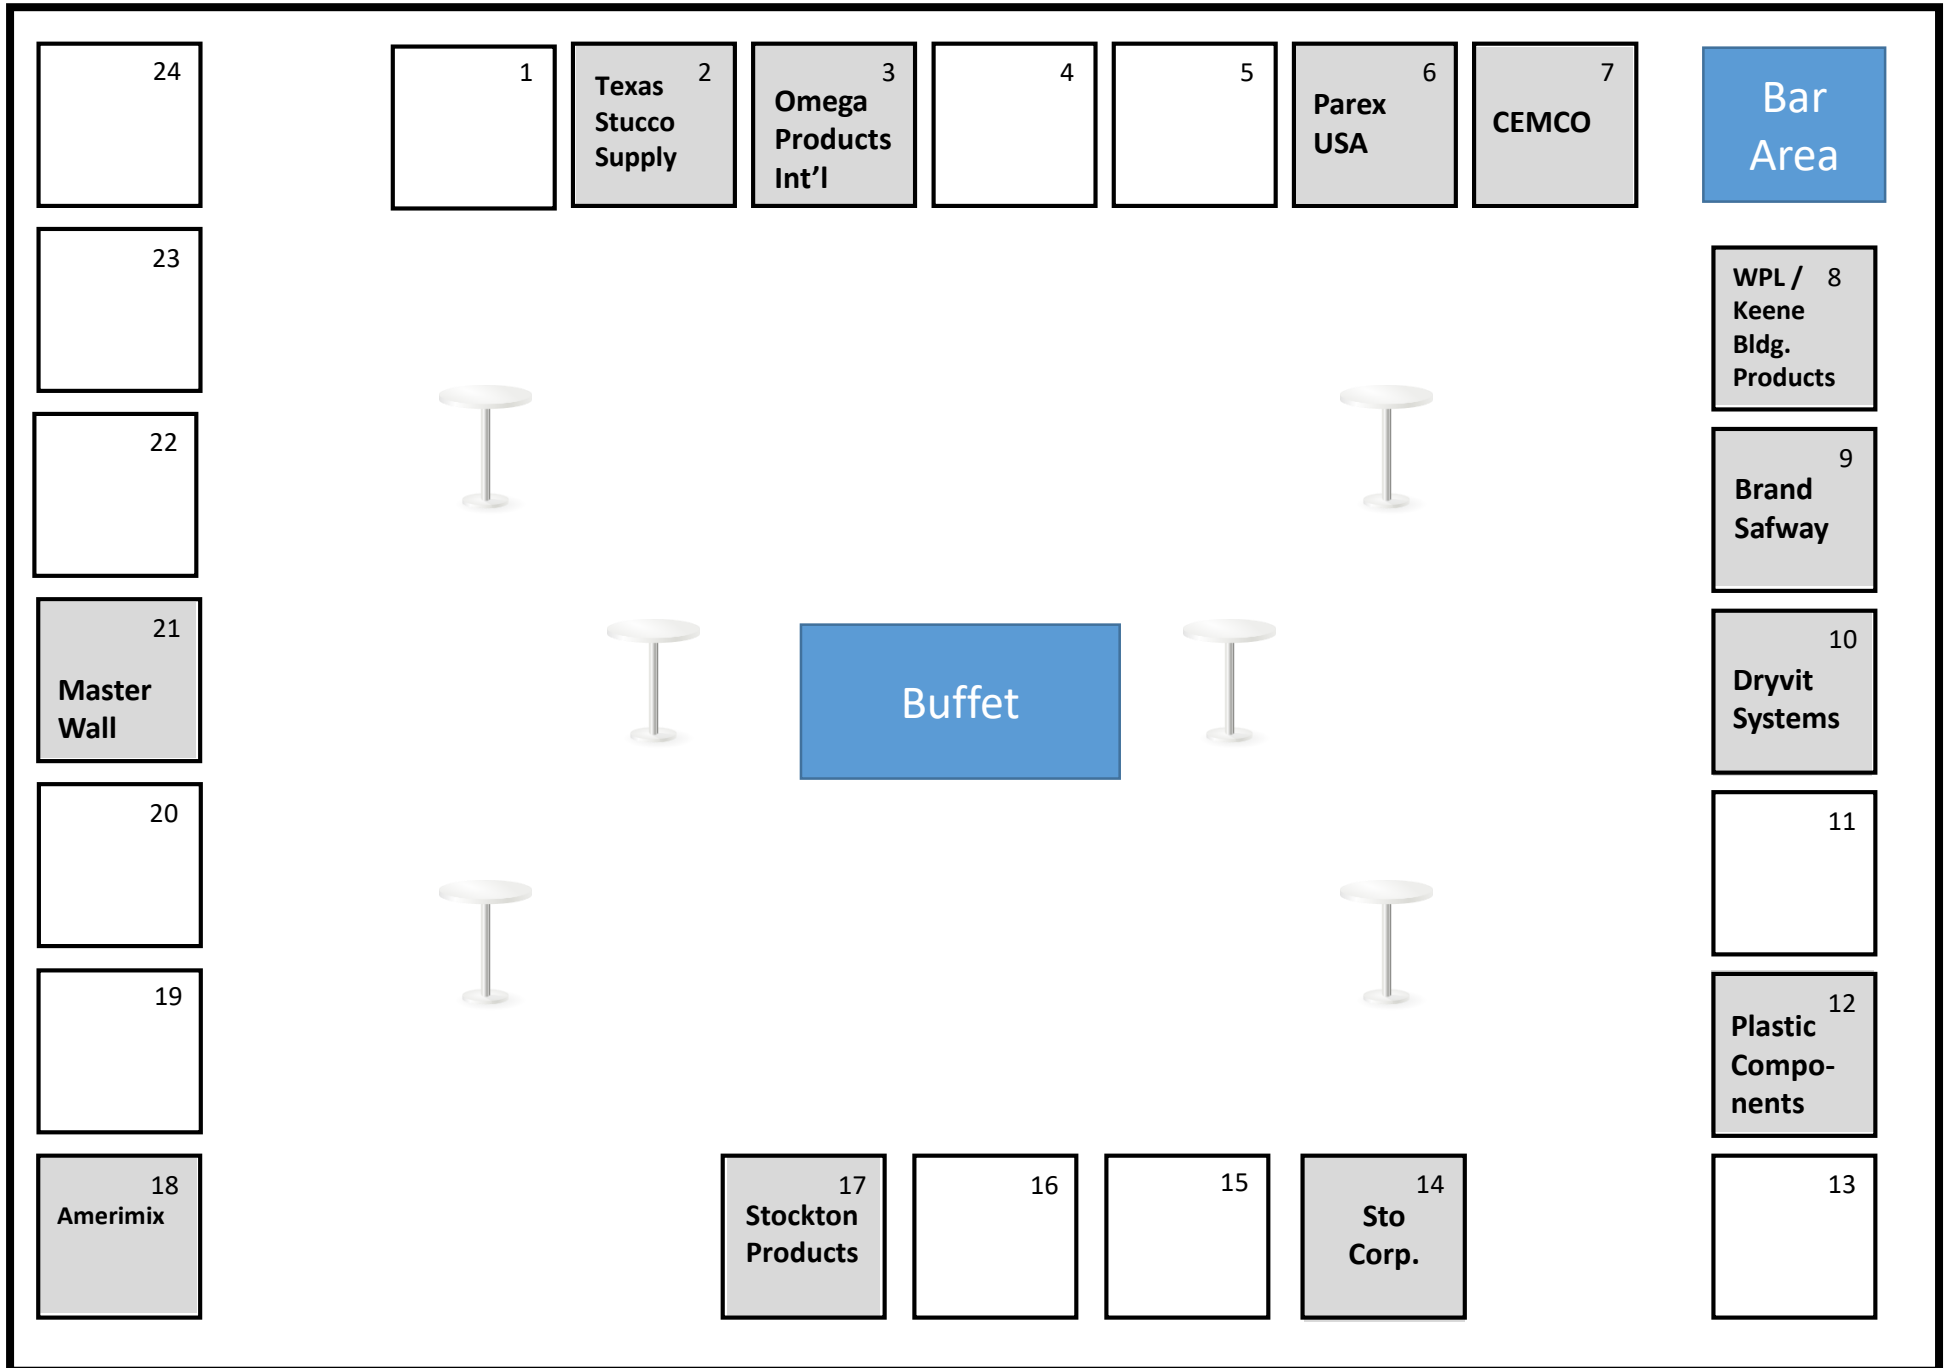 24
1
2
Texas
Stucco
Supply
3
Omega
Products
Int’l
4
5
6
Parex
USA
7
CEMCO
Bar
Area
23
WPL / 8
Keene
Bldg.
Products
22
9
Brand
Safway
21
Master
Wall
Buffet
10
Dryvit
Systems
20
11
19
12
Plastic
Compo-
nents
18
Amerimix
17
Stockton
Products
16
15
14
Sto
Corp.
13